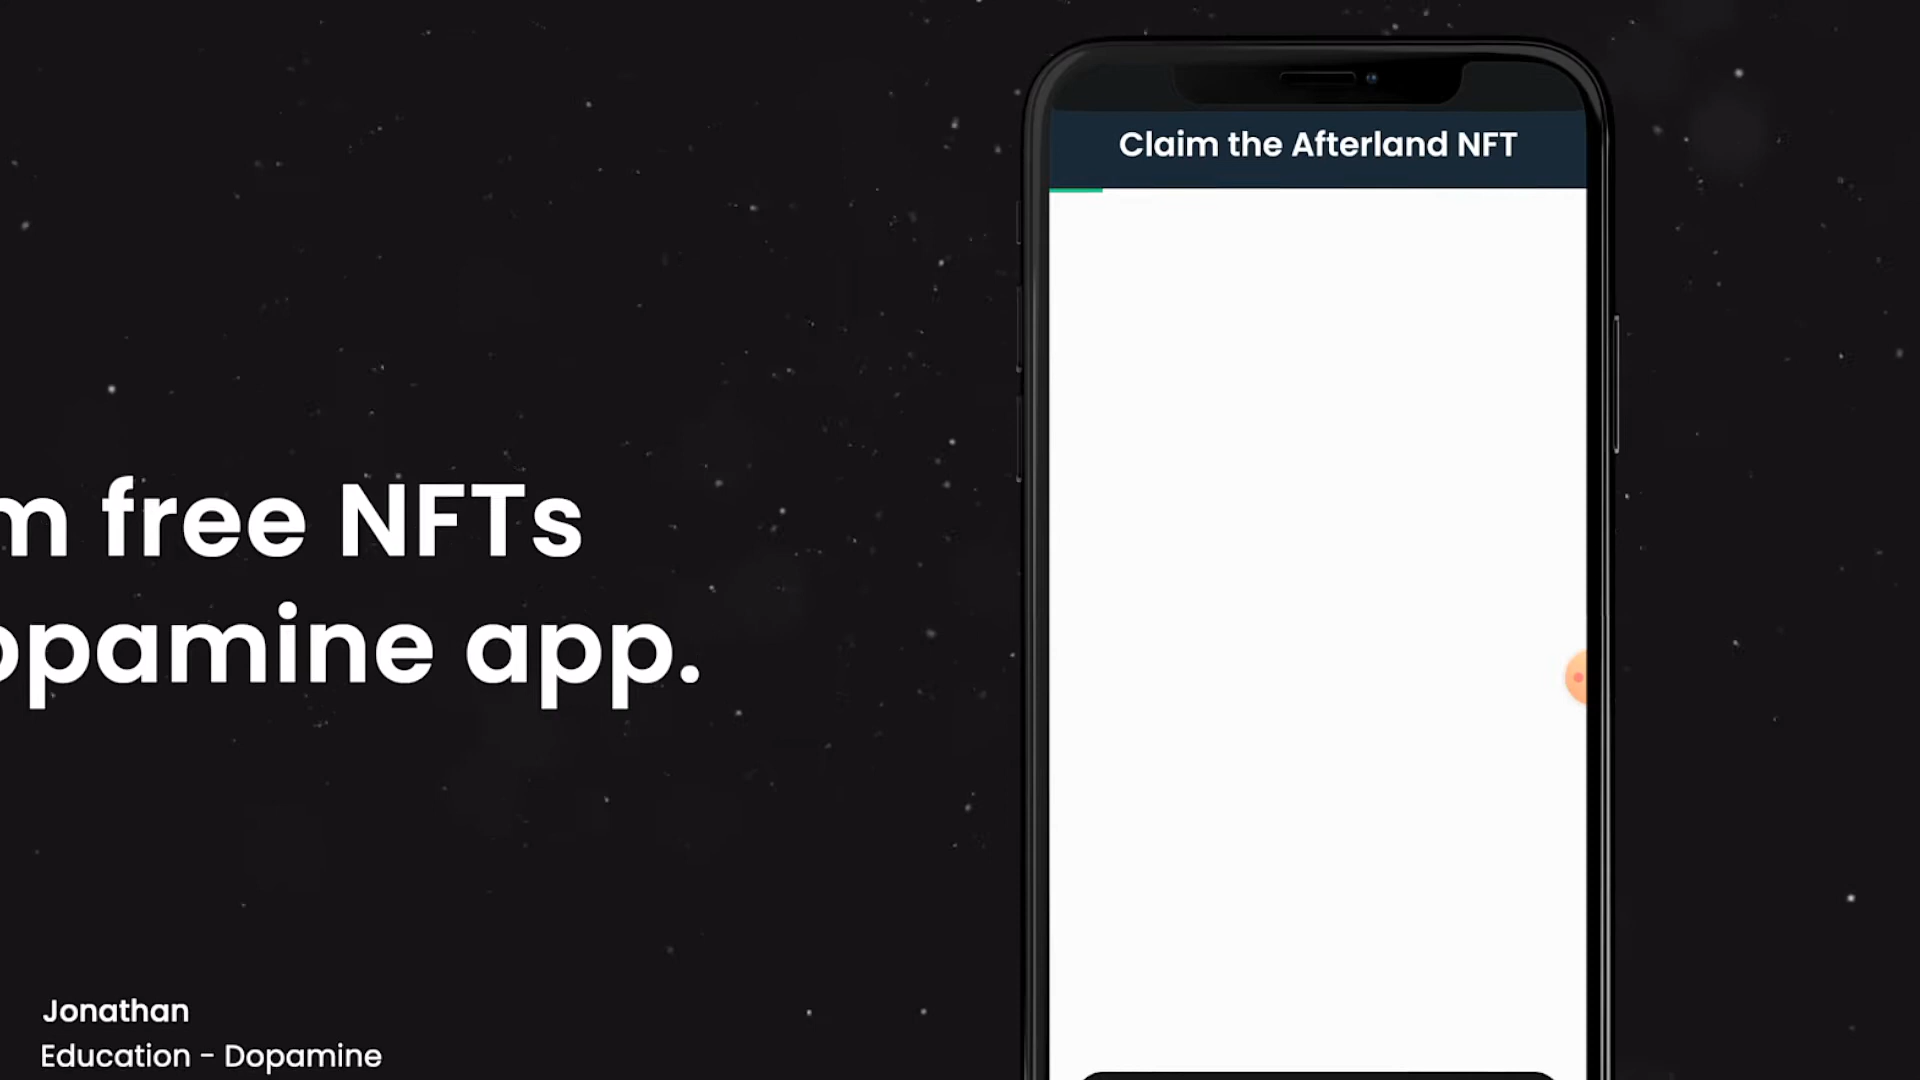 Claim the Afterland NFT
m free NFTs
opamine app.
Jonathan
Education - Dopamine